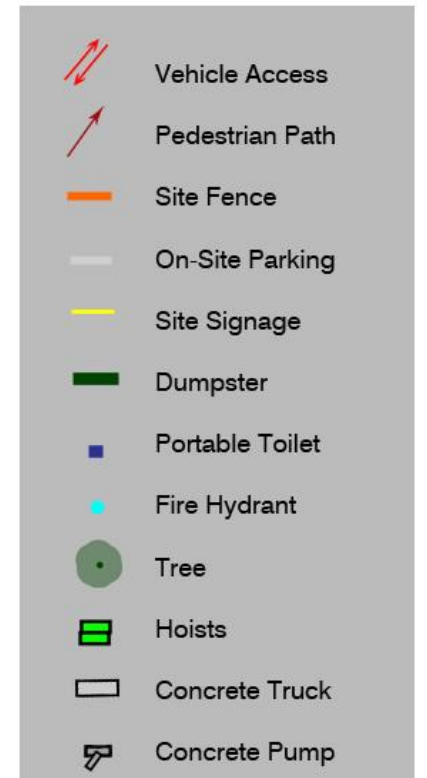 Vehicle Access
Pedestrian Path
Site Fence
On-Site Parking
Site Signage
Dumpster
Portable Toilet
Fire Hydrant
Tree
Hoists
Concrete Truck
Concrete Pump